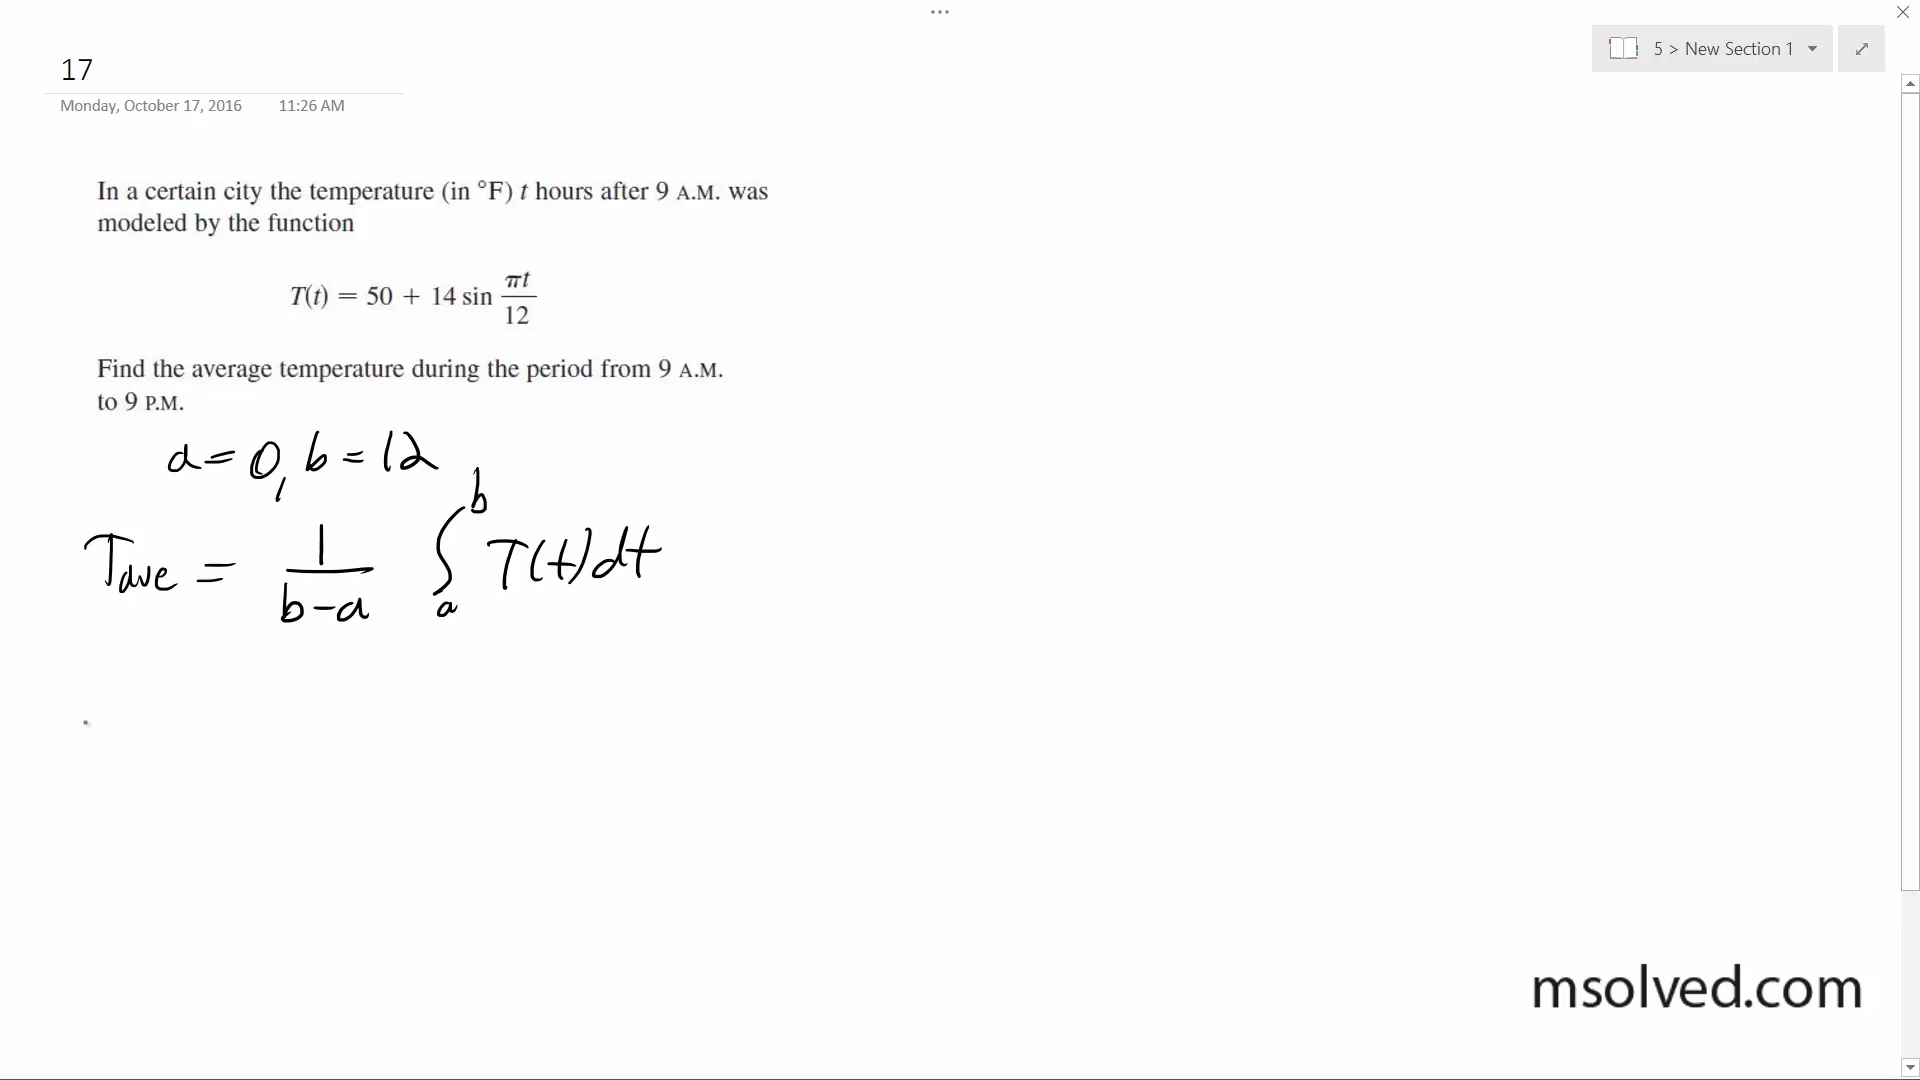 5 > New Section 1
17
Monday, October 17, 2016 11:26 AM
In a certain city the temperature (in °F) t hours after 9 A.M. was
modeled by the function
T(t) = 50 + 14 sin πt/12
Find the average temperature during the period from 9 A.M.
to 9 P.M.
a = 0, b = 12
Tave = 1/(b-a) ∫_a^b T(t)dt
msolved.com